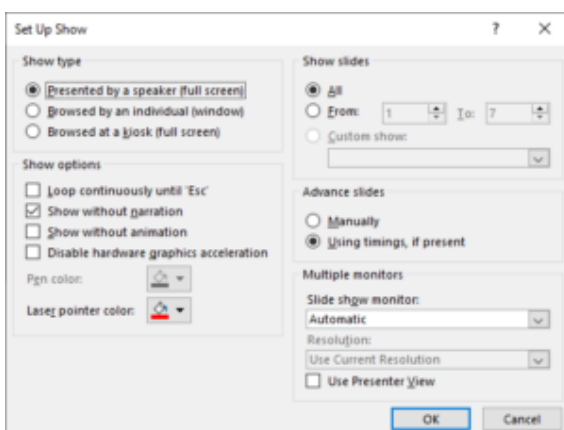 Set Up Show ? ✕
Show type
Presented by a speaker (full screen)
Browsed by an individual (window)
Browsed at a kiosk (full screen)
Show options
Loop continuously until 'Esc'
Show without narration
Show without animation
Disable hardware graphics acceleration
Pen color:
Laser pointer color:
Show slides
All
From: 1 To: 7
Custom show:
Advance slides
Manually
Using timings, if present
Multiple monitors
Slide show monitor:
Automatic
Resolution:
Use Current Resolution
Use Presenter View
OK Cancel